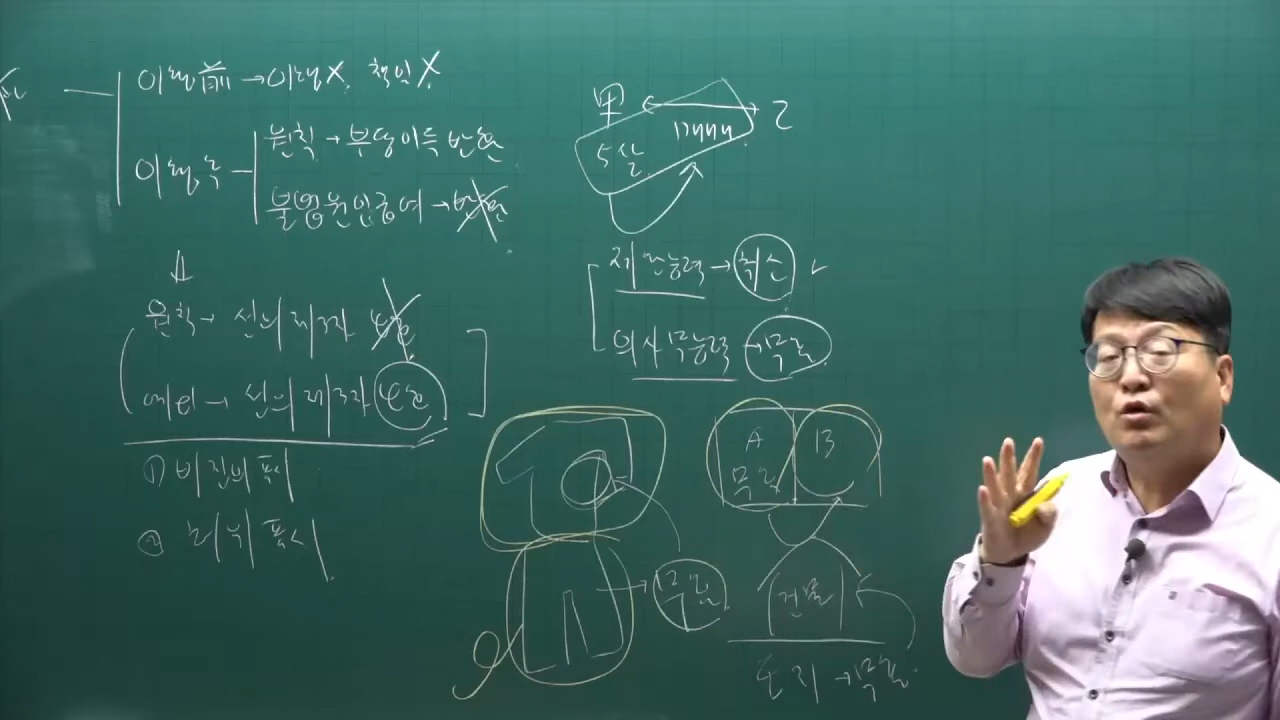 이행前 → 이행X, 책임X
이행후
원칙 → 부당이득 반환
불법원인급여 → 반환
원칙 → 선의 제3자 보호
예외 → 선의 제3자 보호
① 비진의 표시
② 허위 표시
甲 乙
5살
제한능력 → 취소
의사무능력 → 무효
무효
A B
무효
건물
토지 → 무효